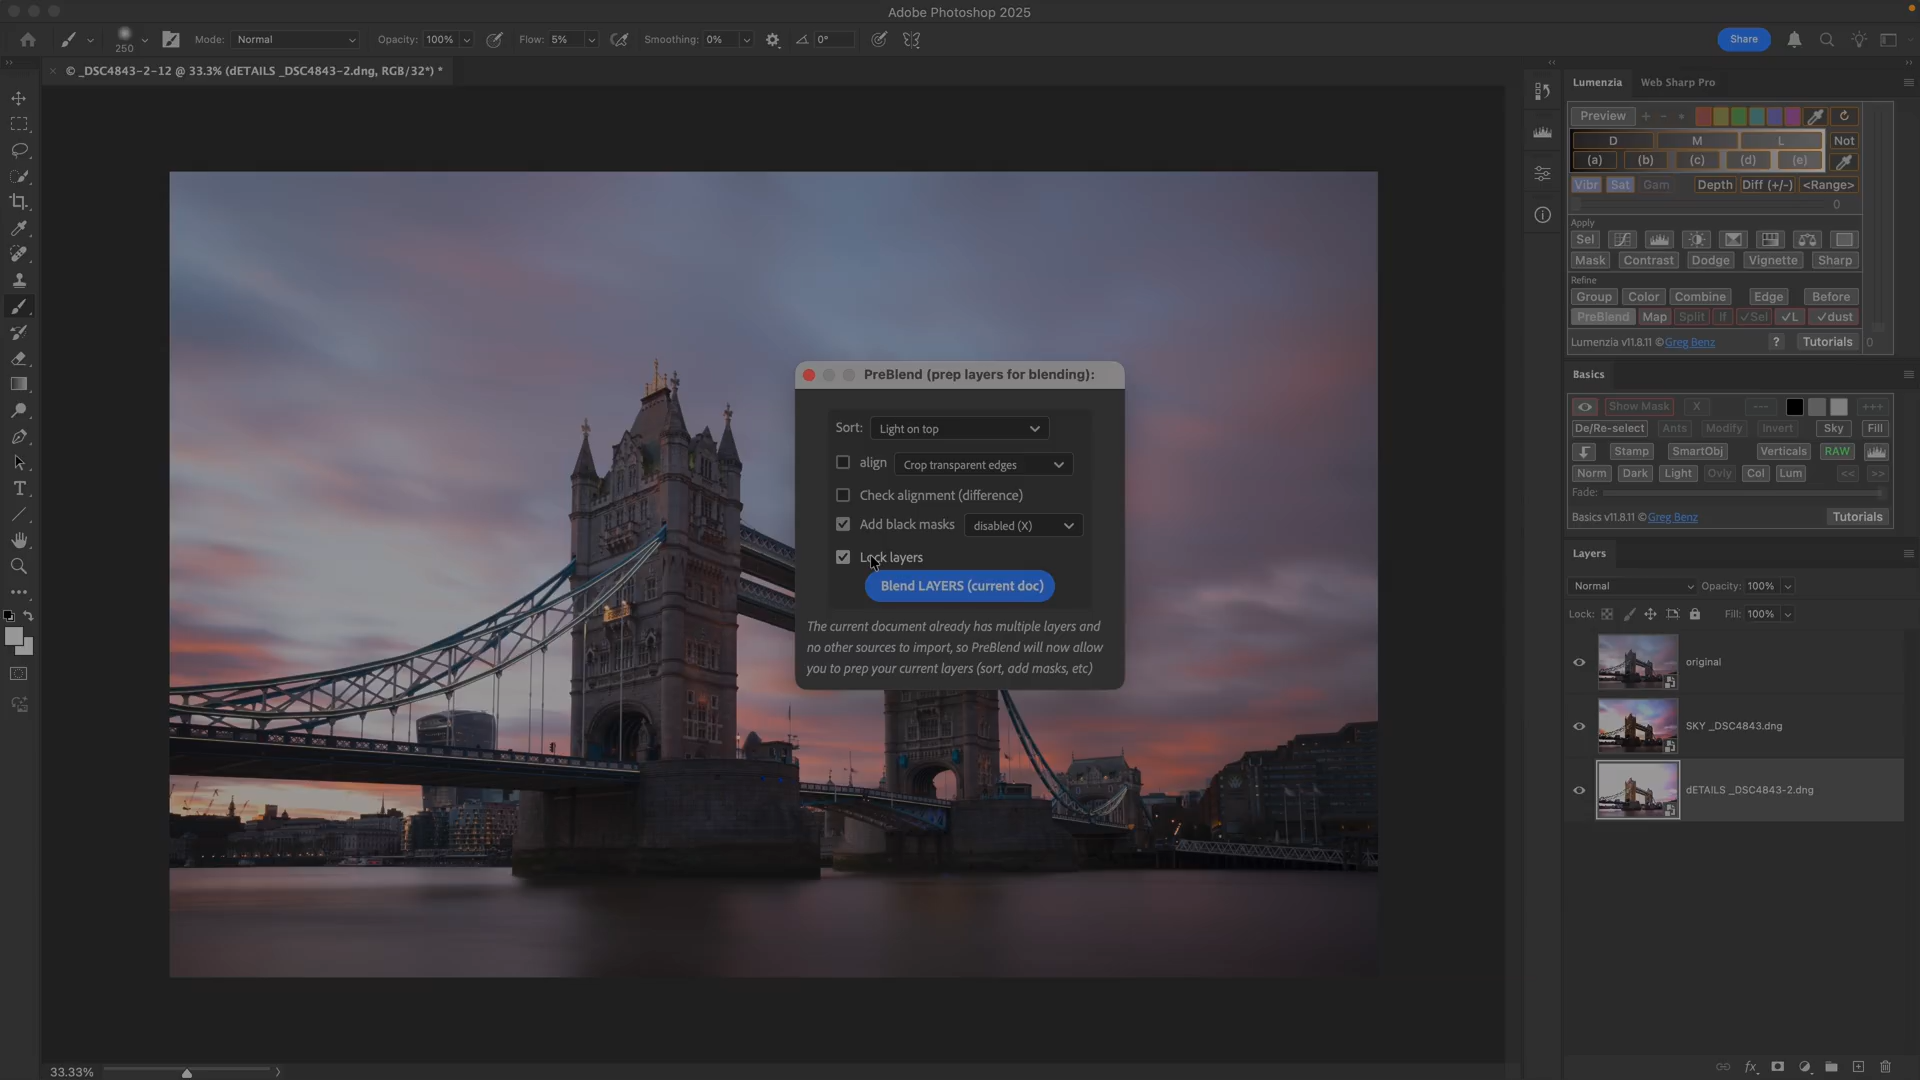 Adobe Photoshop 2025
250
Mode: Normal
Opacity: 100%
Flow: 5%
Smoothing: 0%
0°
Share
× © _DSC4843-2-12 @ 33.3% (dETAILS _DSC4843-2.dng, RGB/32*) *
Lumenzia
Web Sharp Pro
Preview + -
D M L Not
(a) (b) (c) (d) (e)
Vibr Sat Gam Depth Diff (+/-) <Range>
0
Apply
Sel
Mask Contrast Dodge Vignette Sharp
Refine
Group Color Combine Edge Before
PreBlend Map Split If ✓Sel ✓L ✓dust
Lumenzia v11.8.11 © Greg Benz ? Tutorials 0
Basics
Show Mask X --- +++
De/Re-select Ants Modify Invert Sky Fill
Stamp SmartObj Verticals RAW
Norm Dark Light Ovly Col Lum << >>
Fade:
Basics v11.8.11 © Greg Benz Tutorials
Layers
Normal Opacity: 100%
Lock: Fill: 100%
original
SKY _DSC4843.dng
dETAILS _DSC4843-2.dng
PreBlend (prep layers for blending):
Sort: Light on top
align Crop transparent edges
Check alignment (difference)
Add black masks disabled (X)
Lock layers
Blend LAYERS (current doc)
The current document already has multiple layers and
no other sources to import, so PreBlend will now allow
you to prep your current layers (sort, add masks, etc)
33.33%
fx